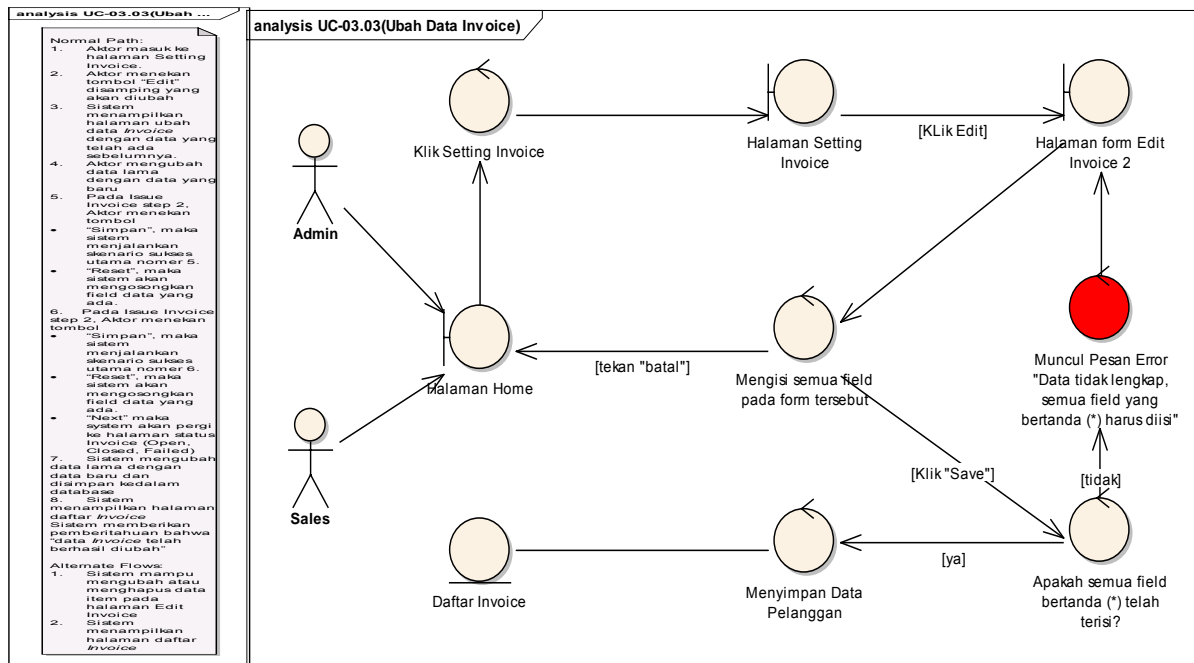 analysis UC-03.03(Ubah ...
Normal Path:
1. Aktor masuk ke
halaman Setting
Invoice.
2. Aktor menekan
tombol "Edit"
disamping yang
akan diubah
3. Sistem
menampilkan
halaman ubah
data Invoice
dengan data yang
telah ada
sebelumnya.
4. Aktor mengubah
data lama
dengan data yang
baru
5. Pada Issue
Invoice step 2,
Aktor menekan
tombol
• "Simpan", maka
sistem
menjalankan
skenario sukses
utama nomer 5.
• "Reset", maka
sistem akan
mengosongkan
field data yang
ada.
6. Pada Issue Invoice
step 2, Aktor menekan
tombol
• "Simpan", maka
sistem
menjalankan
skenario sukses
utama nomer 6.
• "Reset", maka
sistem akan
mengosongkan
field data yang
ada.
• "Next" maka
system akan pergi
ke halaman status
Invoice (Open,
Closed, Failed)
7. Sistem mengubah
data lama dengan
data baru dan
disimpan kedalam
database
8. Sistem
menampilkan halaman
daftar Invoice
Sistem memberikan
pemberitahuan bahwa
"data Invoice telah
berhasil diubah"
Alternate Flows:
1. Sistem mampu
mengubah atau
menghapus data
item pada
halaman Edit
Invoice
2. Sistem
menampilkan
halaman daftar
Invoice
analysis UC-03.03(Ubah Data Invoice)
Klik Setting Invoice
Halaman Setting
Invoice
[KLik Edit]
Halaman form Edit
Invoice 2
Admin
Halaman Home
[tekan "batal"]
Mengisi semua field
pada form tersebut
Muncul Pesan Error
"Data tidak lengkap,
semua field yang
bertanda (*) harus diisi"
[Klik "Save"]
[tidak]
Sales
Daftar Invoice
Menyimpan Data
Pelanggan
[ya]
Apakah semua field
bertanda (*) telah
terisi?